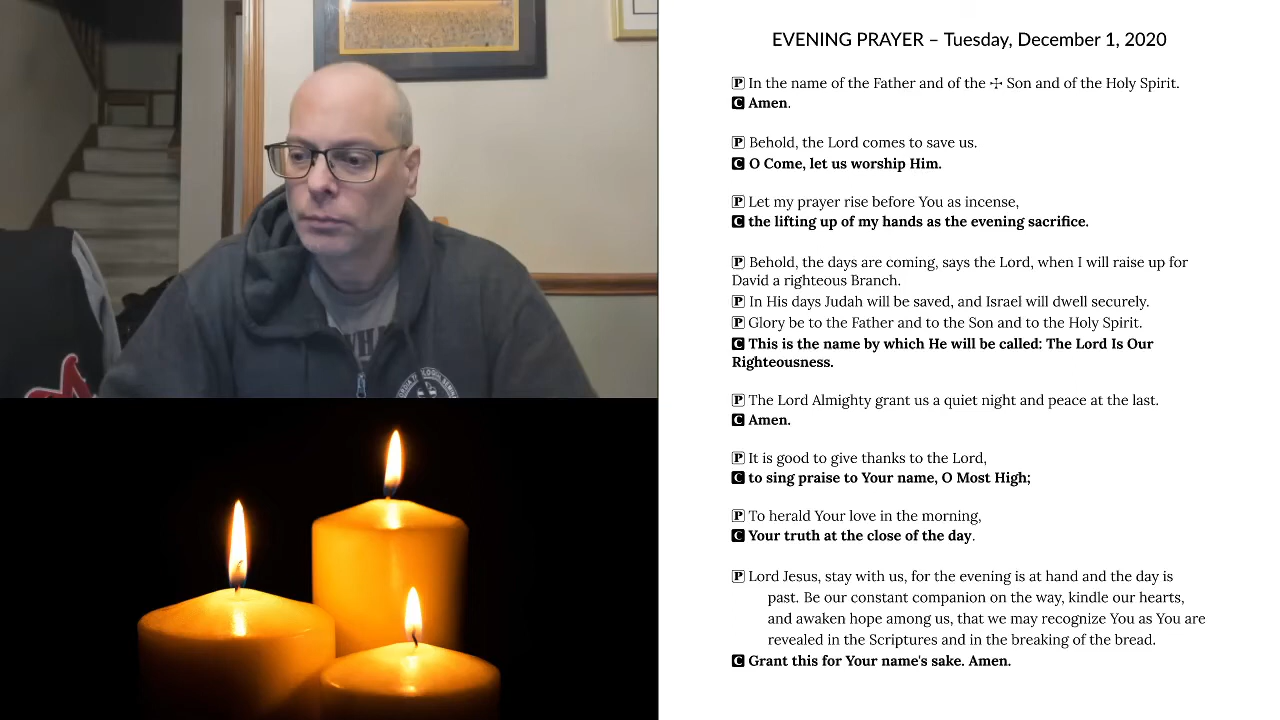 EVENING PRAYER – Tuesday, December 1, 2020
P In the name of the Father and of the ☩ Son and of the Holy Spirit.
C Amen.
P Behold, the Lord comes to save us.
C O Come, let us worship Him.
P Let my prayer rise before You as incense,
C the lifting up of my hands as the evening sacrifice.
P Behold, the days are coming, says the Lord, when I will raise up for
David a righteous Branch.
P In His days Judah will be saved, and Israel will dwell securely.
P Glory be to the Father and to the Son and to the Holy Spirit.
C This is the name by which He will be called: The Lord Is Our
Righteousness.
P The Lord Almighty grant us a quiet night and peace at the last.
C Amen.
P It is good to give thanks to the Lord,
C to sing praise to Your name, O Most High;
P To herald Your love in the morning,
C Your truth at the close of the day.
P Lord Jesus, stay with us, for the evening is at hand and the day is
past. Be our constant companion on the way, kindle our hearts,
and awaken hope among us, that we may recognize You as You are
revealed in the Scriptures and in the breaking of the bread.
C Grant this for Your name's sake. Amen.